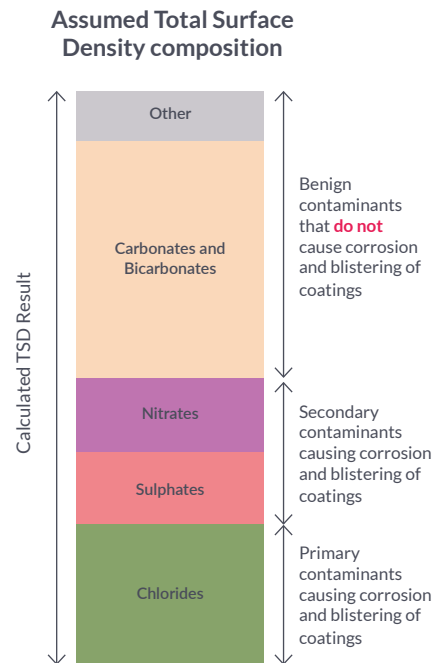 Assumed Total Surface
Density composition
Calculated TSD Result
Other
Carbonates and
Bicarbonates
Nitrates
Sulphates
Chlorides
Benign
contaminants
that do not
cause corrosion
and blistering of
coatings
Secondary
contaminants
causing corrosion
and blistering of
coatings
Primary
contaminants
causing corrosion
and blistering of
coatings